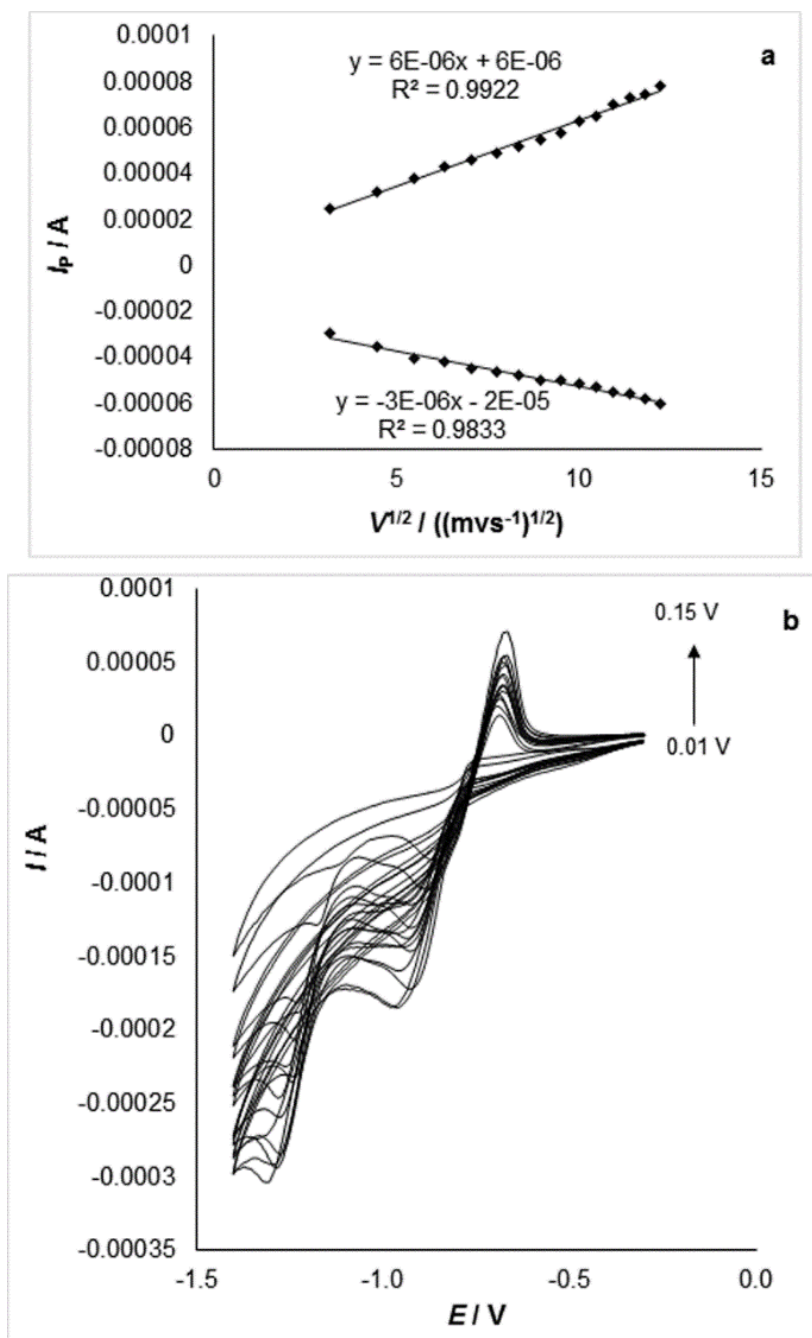 a
y = 6E-06x + 6E-06
R² = 0.9922
0.0001
0.00008
0.00006
0.00004
0.00002
0
-0.00002
-0.00004
-0.00006
-0.00008
I_P / A
y = -3E-06x - 2E-05
R² = 0.9833
0 5 10 15
V^1/2 / ((mvs^-1)^1/2)
b
0.15 V
0.01 V
0.0001
0.00005
0
-0.00005
-0.0001
-0.00015
-0.0002
-0.00025
-0.0003
-0.00035
I / A
-1.5 -1.0 -0.5 0.0
E / V